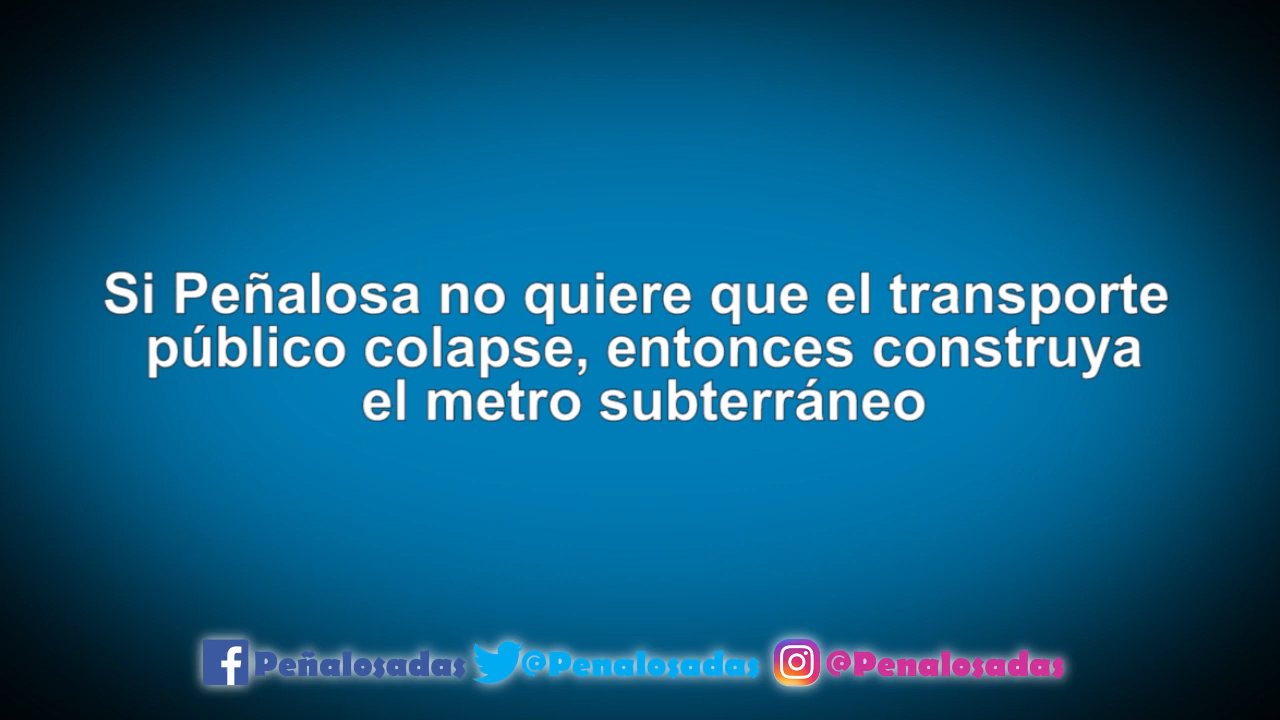 Si Peñalosa no quiere que el transporte
público colapse, entonces construya
el metro subterráneo
Peñalosadas @Penalosadas @Penalosadas